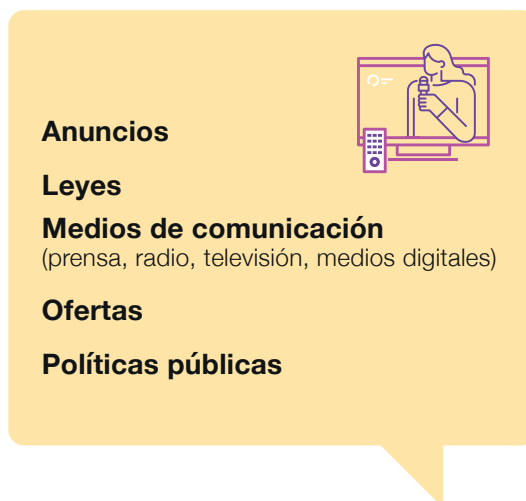 Anuncios
Leyes
Medios de comunicación
(prensa, radio, televisión, medios digitales)
Ofertas
Políticas públicas